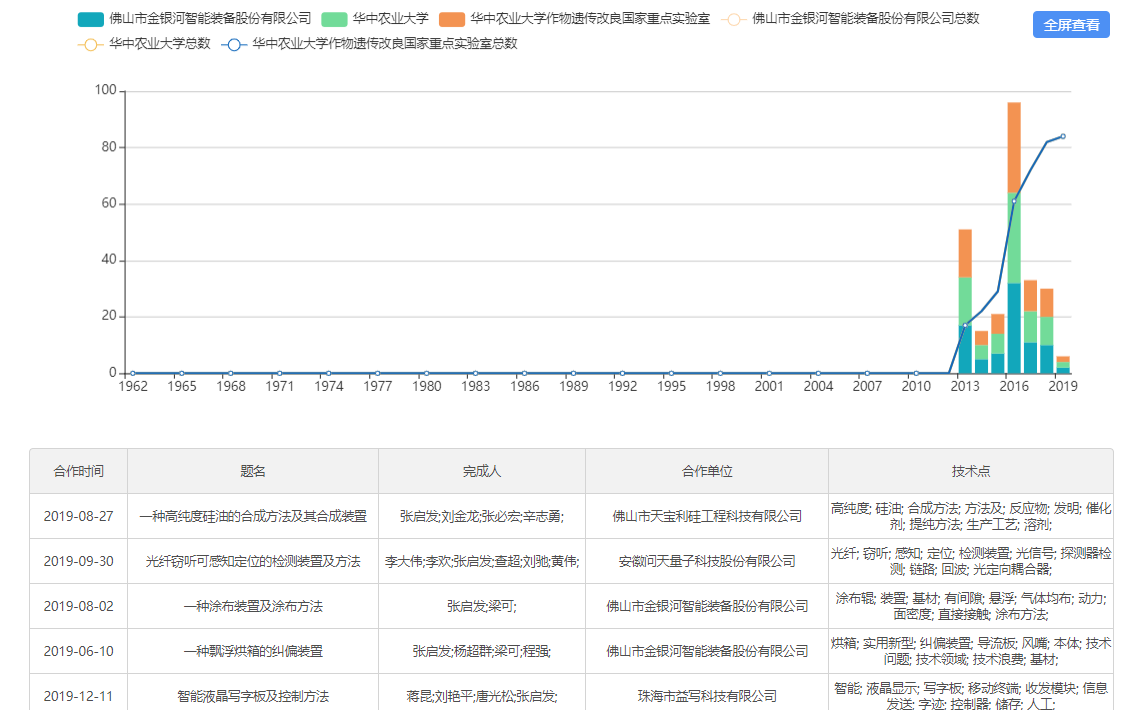 佛山市金银河智能装备股份有限公司 华中农业大学 华中农业大学作物遗传改良国家重点实验室 佛山市金银河智能装备股份有限公司总数
全屏查看
华中农业大学总数 华中农业大学作物遗传改良国家重点实验室总数
100
80
60
40
20
0
1962 1965 1968 1971 1974 1977 1980 1983 1986 1989 1992 1995 1998 2001 2004 2007 2010 2013 2016 2019
合作时间 题名 完成人 合作单位 技术点
2019-08-27 一种高纯度硅油的合成方法及其合成装置 张启发;刘金龙;张必宏;辛志勇; 佛山市天宝利硅工程科技有限公司 高纯度; 硅油; 合成方法; 方法及; 反应物; 发明; 催化
剂; 提纯方法; 生产工艺; 溶剂;
2019-09-30 光纤窃听可感知定位的检测装置及方法 李大伟;李欢;张启发;查超;刘驰;黄伟; 安徽问天量子科技股份有限公司 光纤; 窃听; 感知; 定位; 检测装置; 光信号; 探测器检
测; 链路; 回波; 光定向耦合器;
2019-08-02 一种涂布装置及涂布方法 张启发;梁可; 佛山市金银河智能装备股份有限公司 涂布辊; 装置; 基材; 有间隙; 悬浮; 气体均布; 动力;
面密度; 直接接触; 涂布方法;
2019-06-10 一种飘浮烘箱的纠偏装置 张启发;杨超群;梁可;程强; 佛山市金银河智能装备股份有限公司 烘箱; 实用新型; 纠偏装置; 导流板; 风嘴; 本体; 技术
问题; 技术领域; 技术浪费; 基材;
2019-12-11 智能液晶写字板及控制方法 蒋昆;刘艳平;唐光松;张启发; 珠海市益写科技有限公司 智能; 液晶显示; 写字板; 移动终端; 收发模块; 信息
发送; 字迹; 控制器; 储存; 人工;